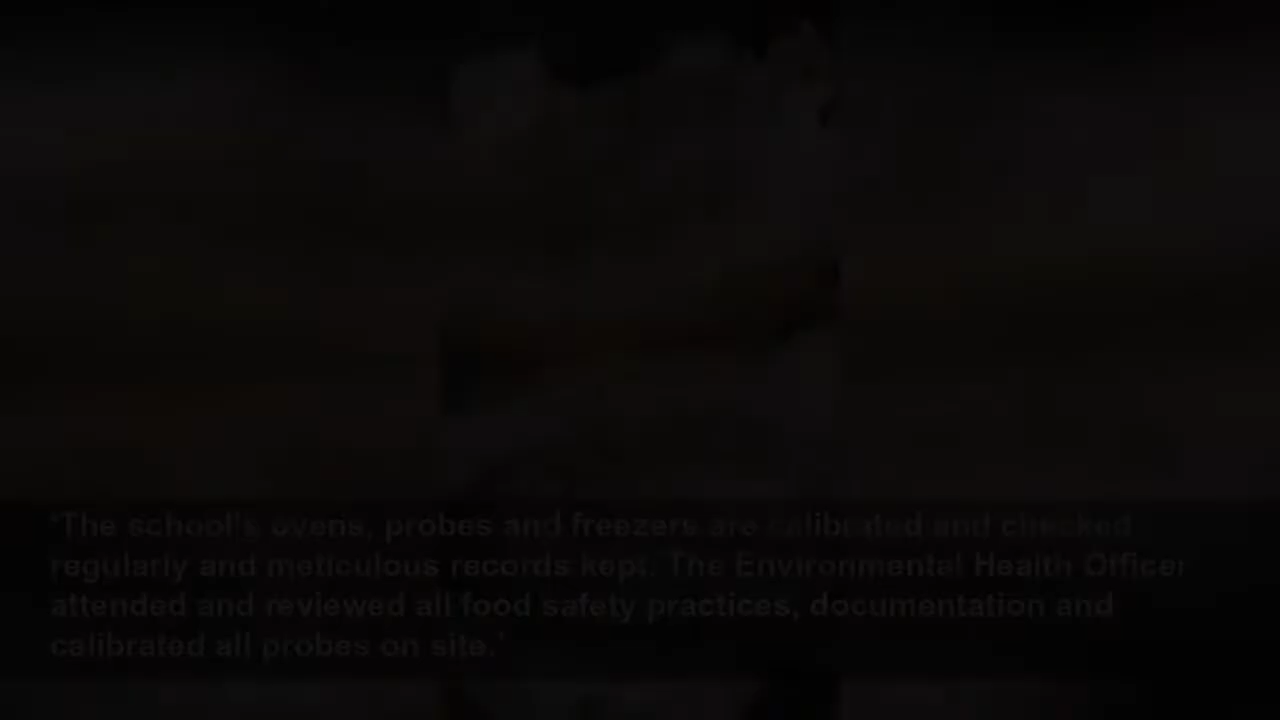 'The school's ovens, probes and freezers are calibrated and checked
regularly and meticulous records kept. The Environmental Health Officer
attended and reviewed all food safety practices, documentation and
calibrated all probes on site.'